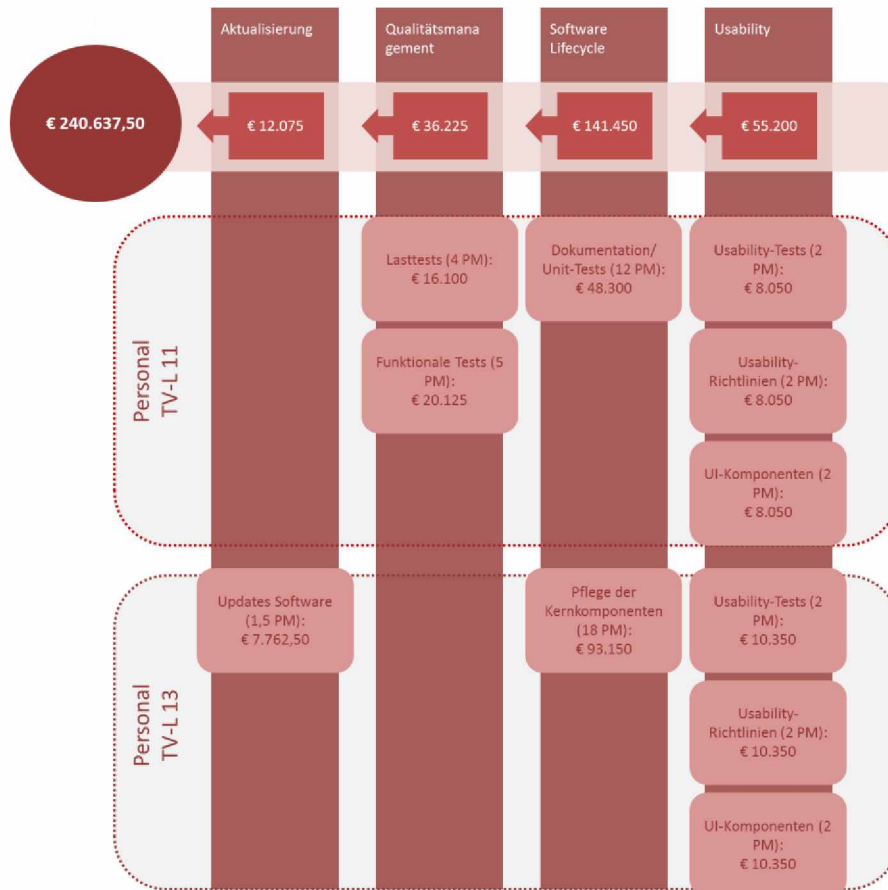 Aktualisierung
Qualitätsmana
gement
Software
Lifecycle
Usability
€ 240.637,50
€ 12.075
€ 36.225
€ 141.450
€ 55.200
Personal
TV-L 11
Lasttests (4 PM):
€ 16.100
Dokumentation/
Unit-Tests (12 PM):
€ 48.300
Usability-Tests (2
PM):
€ 8.050
Funktionale Tests (5
PM):
€ 20.125
Usability-
Richtlinien (2 PM):
€ 8.050
UI-Komponenten (2
PM):
€ 8.050
Personal
TV-L 13
Updates Software
(1,5 PM):
€ 7.762,50
Pflege der
Kernkomponenten
(18 PM):
€ 93.150
Usability-Tests (2
PM):
€ 10.350
Usability-
Richtlinien (2 PM):
€ 10.350
UI-Komponenten (2
PM):
€ 10.350